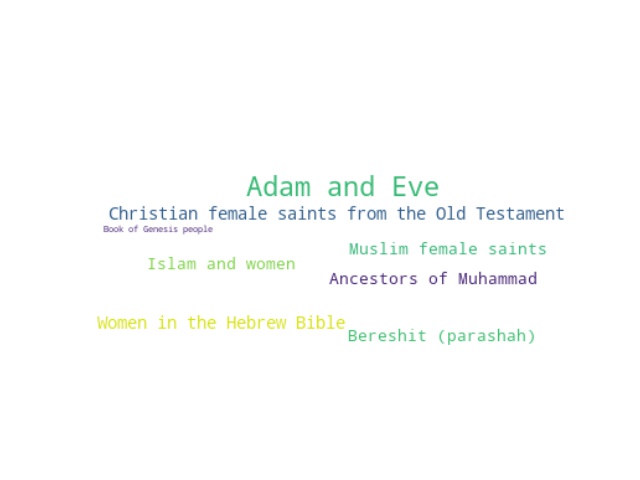 Adam and Eve
Christian female saints from the Old Testament
Book of Genesis people
Muslim female saints
Islam and women
Ancestors of Muhammad
Women in the Hebrew Bible
Bereshit (parashah)